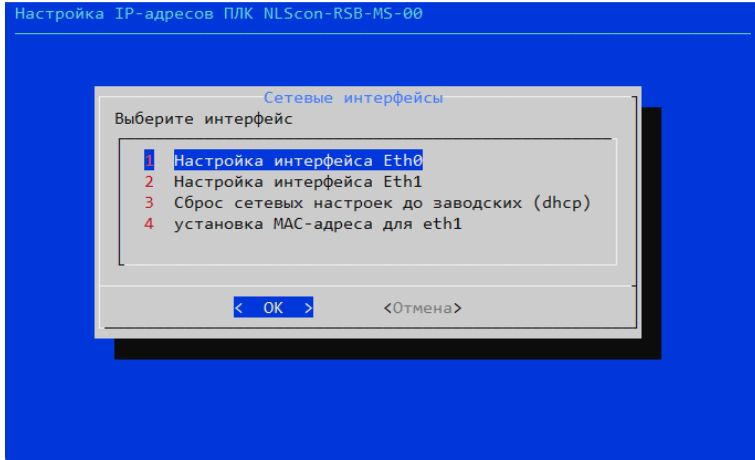 Настройка IP-адресов ПЛК NLScon-RSB-MS-00
Сетевые интерфейсы
Выберите интерфейс
1 Настройка интерфейса Eth0
2 Настройка интерфейса Eth1
3 Сброс сетевых настроек до заводских (dhcp)
4 установка МАС-адреса для eth1
< OK > <Отмена>